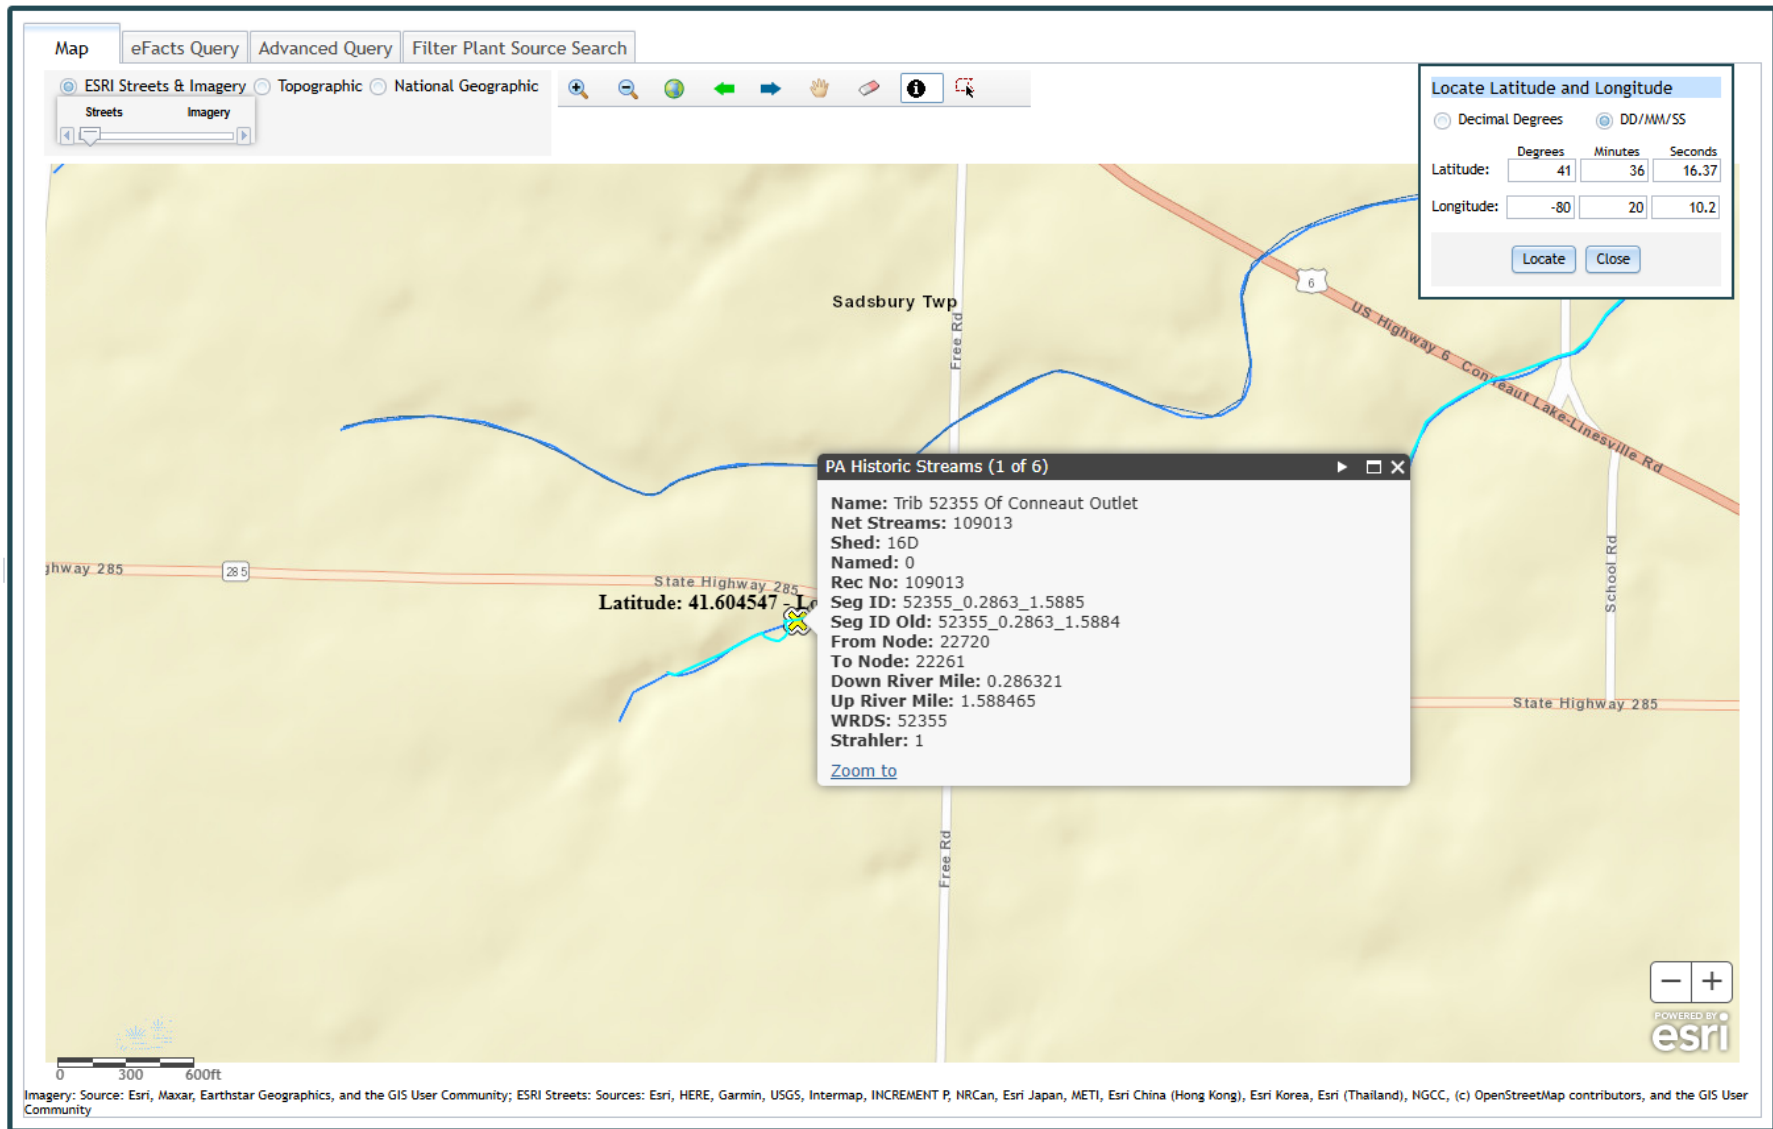 Map eFacts Query Advanced Query Filter Plant Source Search
ESRI Streets & Imagery Topographic National Geographic
Streets Imagery
Locate Latitude and Longitude
Decimal Degrees DD/MM/SS
Degrees Minutes Seconds
Latitude: 41 36 16.37
Longitude: -80 20 10.2
Locate Close
Sadsbury Twp
Free Rd
6
US Highway 6 Conneaut Lake-Linesville Rd
School Rd
ghway 285
285
State Highway 285
Latitude: 41.604547 - Lo
PA Historic Streams (1 of 6)
Name: Trib 52355 Of Conneaut Outlet
Net Streams: 109013
Shed: 16D
Named: 0
Rec No: 109013
Seg ID: 52355_0.2863_1.5885
Seg ID Old: 52355_0.2863_1.5884
From Node: 22720
To Node: 22261
Down River Mile: 0.286321
Up River Mile: 1.588465
WRDS: 52355
Strahler: 1
Zoom to
State Highway 285
Free Rd
POWERED BY
esri
0 300 600ft
Imagery: Source: Esri, Maxar, Earthstar Geographics, and the GIS User Community; ESRI Streets: Sources: Esri, HERE, Garmin, USGS, Intermap, INCREMENT P, NRCan, Esri Japan, METI, Esri China (Hong Kong), Esri Korea, Esri (Thailand), NGCC, (c) OpenStreetMap contributors, and the GIS User
Community